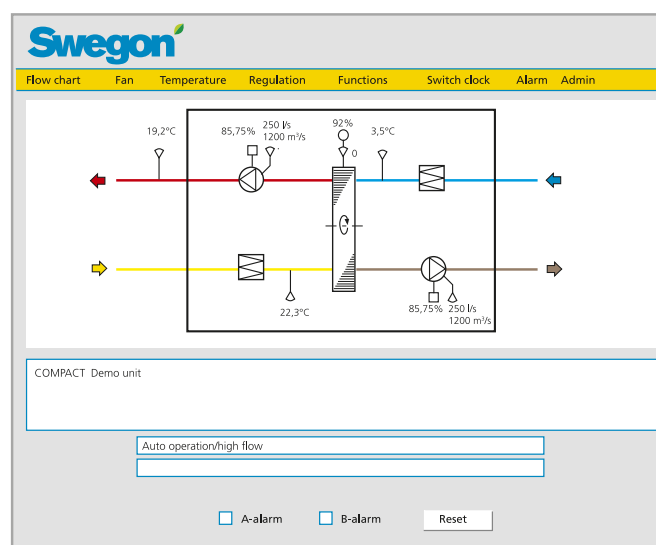 Swegon
Flow chart Fan Temperature Regulation Functions Switch clock Alarm Admin
19,2°C
85,75%
250 l/s
1200 m³/s
92%
0
3,5°C
22,3°C
85,75%
250 l/s
1200 m³/s
COMPACT Demo unit
Auto operation/high flow
A-alarm B-alarm Reset